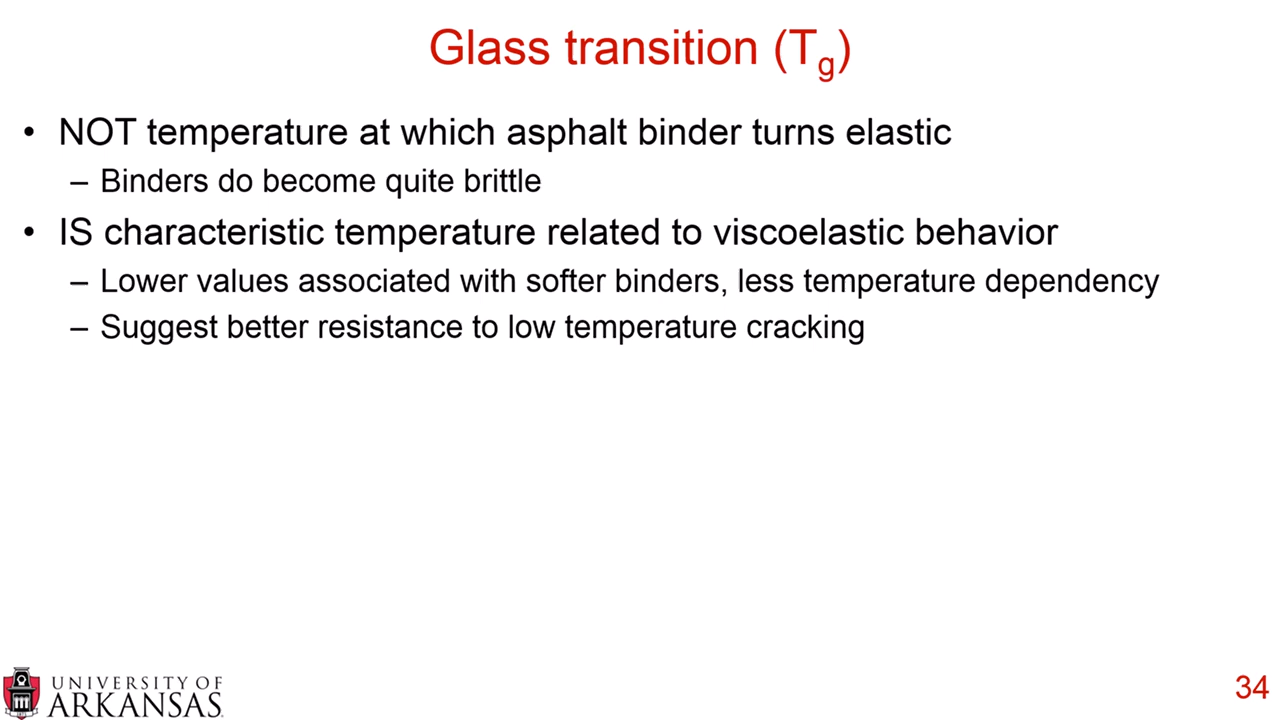 Glass transition (Tg)
• NOT temperature at which asphalt binder turns elastic
– Binders do become quite brittle
• IS characteristic temperature related to viscoelastic behavior
– Lower values associated with softer binders, less temperature dependency
– Suggest better resistance to low temperature cracking
UNIVERSITY OF
ARKANSAS
34